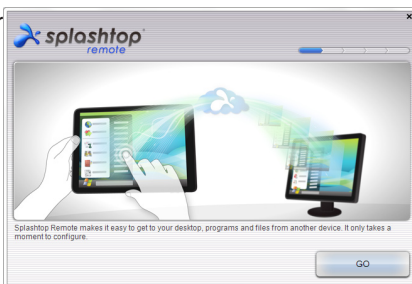 splashtop
remote
Splashtop Remote makes it easy to get to your desktop, programs and files from another device. It only takes a
moment to configure.
GO